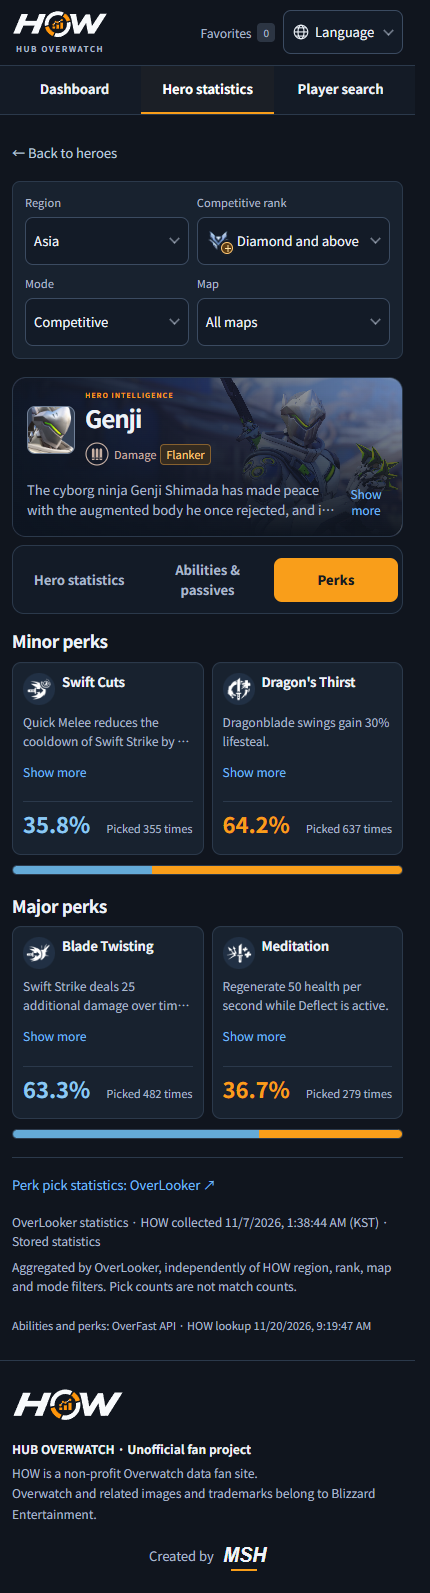 HOW
HUB OVERWATCH
Favorites 0
Language
Dashboard
Hero statistics
Player search
← Back to heroes
Region
Competitive rank
Asia
Diamond and above
Mode
Map
Competitive
All maps
HERO INTELLIGENCE
Genji
Damage Flanker
The cyborg ninja Genji Shimada has made peace
with the augmented body he once rejected, and i…
Show
more
Hero statistics
Abilities &
passives
Perks
Minor perks
Swift Cuts
Quick Melee reduces the
cooldown of Swift Strike by …
Show more
35.8% Picked 355 times
Dragon's Thirst
Dragonblade swings gain 30%
lifesteal.
Show more
64.2% Picked 637 times
Major perks
Blade Twisting
Swift Strike deals 25
additional damage over tim…
Show more
63.3% Picked 482 times
Meditation
Regenerate 50 health per
second while Deflect is active.
Show more
36.7% Picked 279 times
Perk pick statistics: OverLooker ↗
OverLooker statistics · HOW collected 11/7/2026, 1:38:44 AM (KST) ·
Stored statistics
Aggregated by OverLooker, independently of HOW region, rank, map
and mode filters. Pick counts are not match counts.
Abilities and perks: OverFast API · HOW lookup 11/20/2026, 9:19:47 AM
HOW
HUB OVERWATCH · Unofficial fan project
HOW is a non-profit Overwatch data fan site.
Overwatch and related images and trademarks belong to Blizzard
Entertainment.
Created by MSH